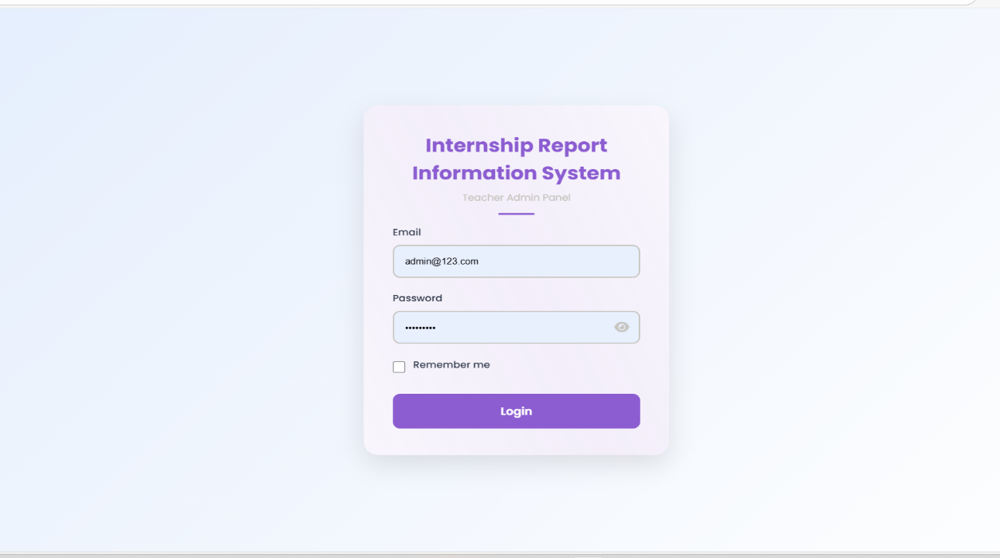 Internship Report
Information System
Teacher Admin Panel
Email
admin@123.com
Password
•••••••••
Remember me
Login